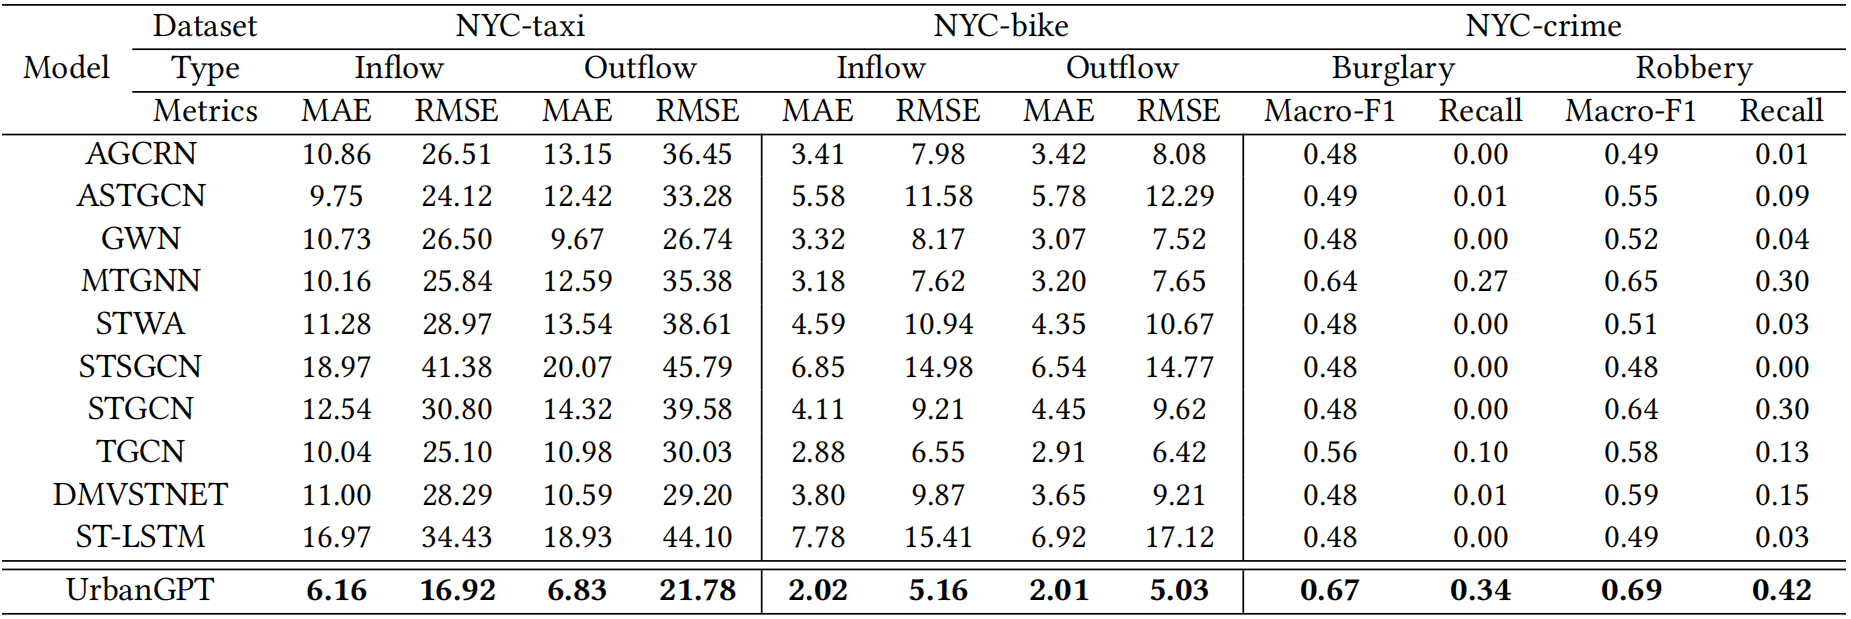 Dataset NYC-taxi NYC-bike NYC-crime
Model Type Inflow Outflow Inflow Outflow Burglary Robbery
Metrics MAE RMSE MAE RMSE MAE RMSE MAE RMSE Macro-F1 Recall Macro-F1 Recall
AGCRN 10.86 26.51 13.15 36.45 3.41 7.98 3.42 8.08 0.48 0.00 0.49 0.01
ASTGCN 9.75 24.12 12.42 33.28 5.58 11.58 5.78 12.29 0.49 0.01 0.55 0.09
GWN 10.73 26.50 9.67 26.74 3.32 8.17 3.07 7.52 0.48 0.00 0.52 0.04
MTGNN 10.16 25.84 12.59 35.38 3.18 7.62 3.20 7.65 0.64 0.27 0.65 0.30
STWA 11.28 28.97 13.54 38.61 4.59 10.94 4.35 10.67 0.48 0.00 0.51 0.03
STSGCN 18.97 41.38 20.07 45.79 6.85 14.98 6.54 14.77 0.48 0.00 0.48 0.00
STGCN 12.54 30.80 14.32 39.58 4.11 9.21 4.45 9.62 0.48 0.00 0.64 0.30
TGCN 10.04 25.10 10.98 30.03 2.88 6.55 2.91 6.42 0.56 0.10 0.58 0.13
DMVSTNET 11.00 28.29 10.59 29.20 3.80 9.87 3.65 9.21 0.48 0.01 0.59 0.15
ST-LSTM 16.97 34.43 18.93 44.10 7.78 15.41 6.92 17.12 0.48 0.00 0.49 0.03
UrbanGPT 6.16 16.92 6.83 21.78 2.02 5.16 2.01 5.03 0.67 0.34 0.69 0.42